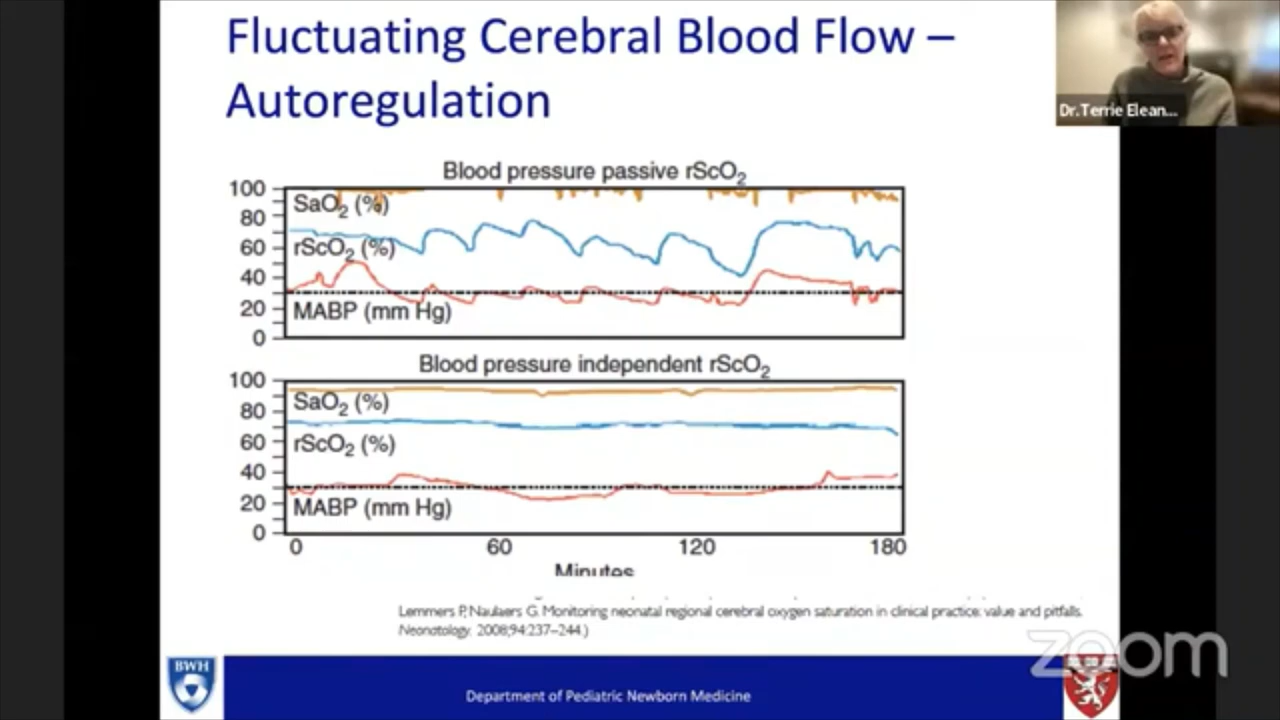 Fluctuating Cerebral Blood Flow –
Autoregulation
Dr.Terrie Elean...
Blood pressure passive rScO₂
100
80
60
40
20
0
SaO₂ (%)
rScO₂ (%)
MABP (mm Hg)
Blood pressure independent rScO₂
100
80
60
40
20
0
SaO₂ (%)
rScO₂ (%)
MABP (mm Hg)
0 60 120 180
Minutes
Lemmers P, Naulaers G. Monitoring neonatal regional cerebral oxygen saturation in clinical practice: value and pitfalls.
Neonatology. 2008;94:237–244.)
zoom
BWH
Department of Pediatric Newborn Medicine